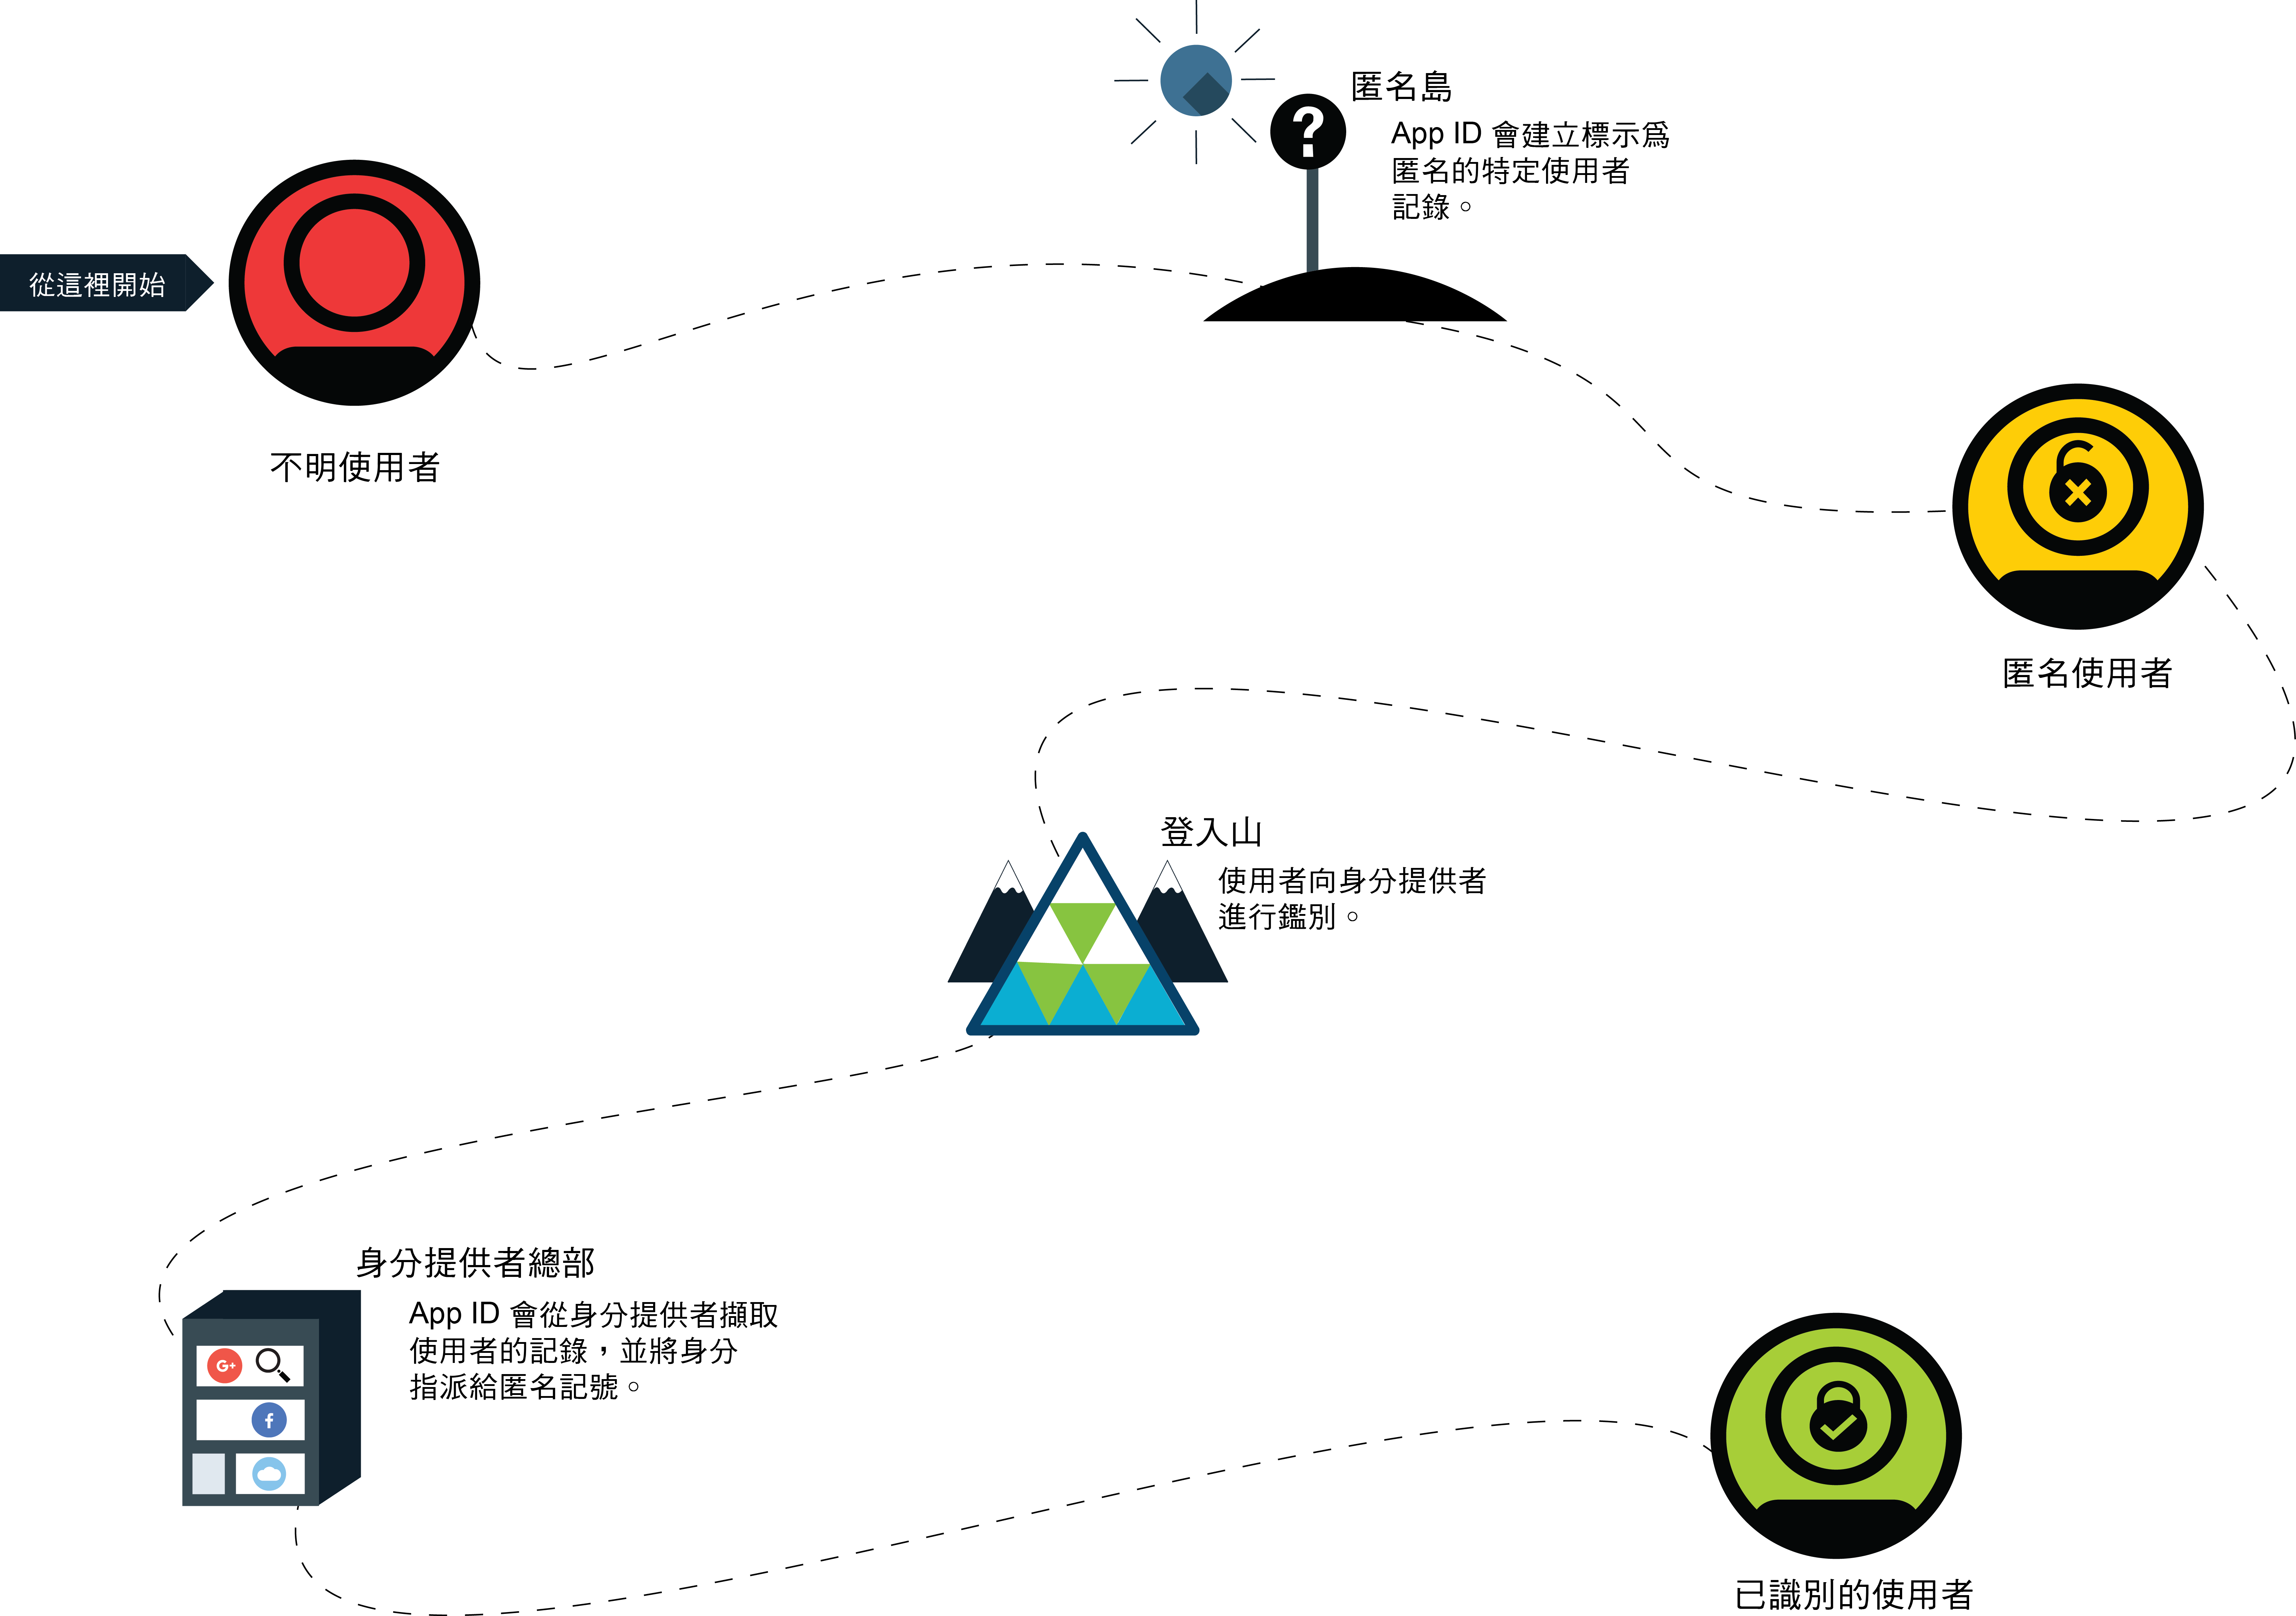 從這裡開始
不明使用者
匿名島
App ID 會建立標示為
匿名的特定使用者
記錄。
匿名使用者
登入山
使用者向身分提供者
進行鑑別。
身分提供者總部
App ID 會從身分提供者擷取
使用者的記錄，並將身分
指派給匿名記號。
G+
f
已識別的使用者